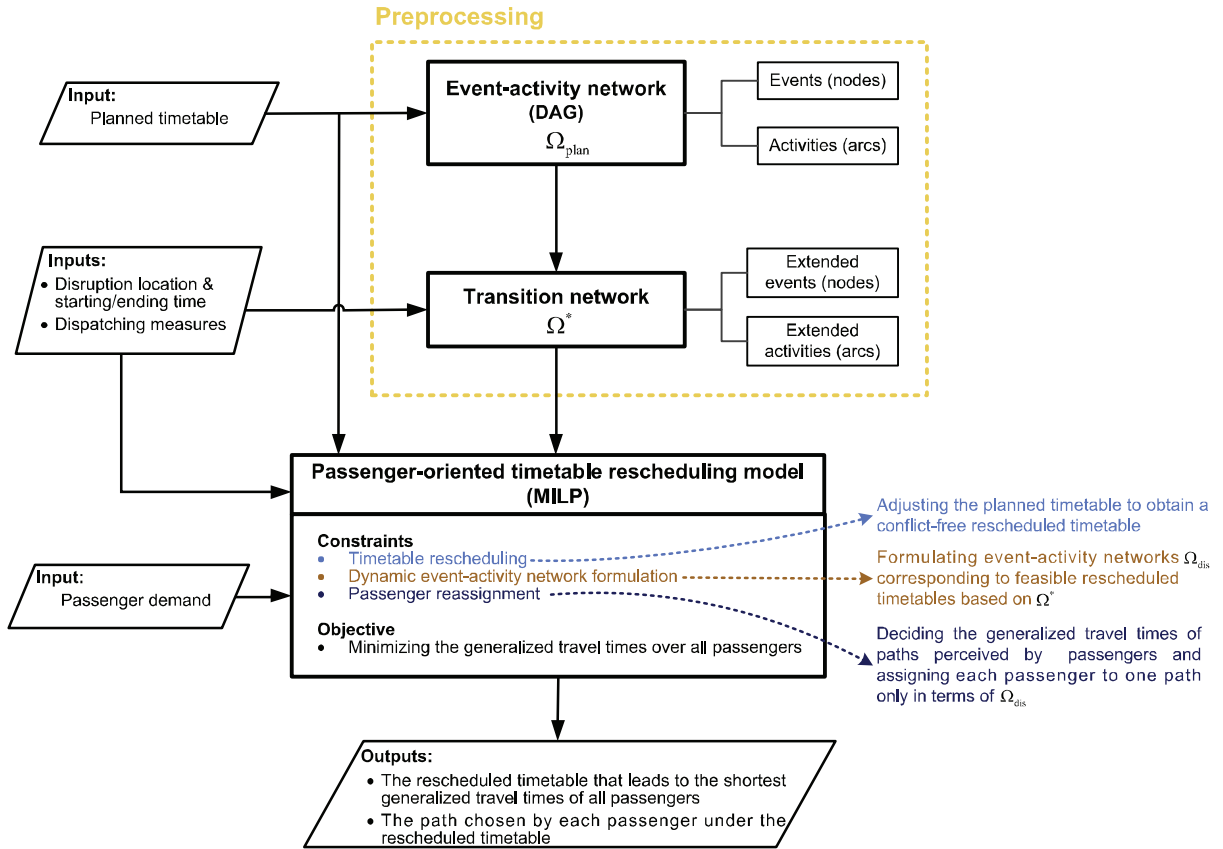 Preprocessing
Input:
Planned timetable
Event-activity network
(DAG)
Ωplan
Events (nodes)
Activities (arcs)
Inputs:
• Disruption location &
starting/ending time
• Dispatching measures
Transition network
Ω*
Extended
events (nodes)
Extended
activities (arcs)
Passenger-oriented timetable rescheduling model
(MILP)
Input:
Passenger demand
Constraints
• Timetable rescheduling
• Dynamic event-activity network formulation
• Passenger reassignment
Objective
• Minimizing the generalized travel times over all passengers
Adjusting the planned timetable to obtain a
conflict-free rescheduled timetable
Formulating event-activity networks Ωdis
corresponding to feasible rescheduled
timetables based on Ω*
Deciding the generalized travel times of
paths perceived by passengers and
assigning each passenger to one path
only in terms of Ωdis
Outputs:
• The rescheduled timetable that leads to the shortest
generalized travel times of all passengers
• The path chosen by each passenger under the
rescheduled timetable